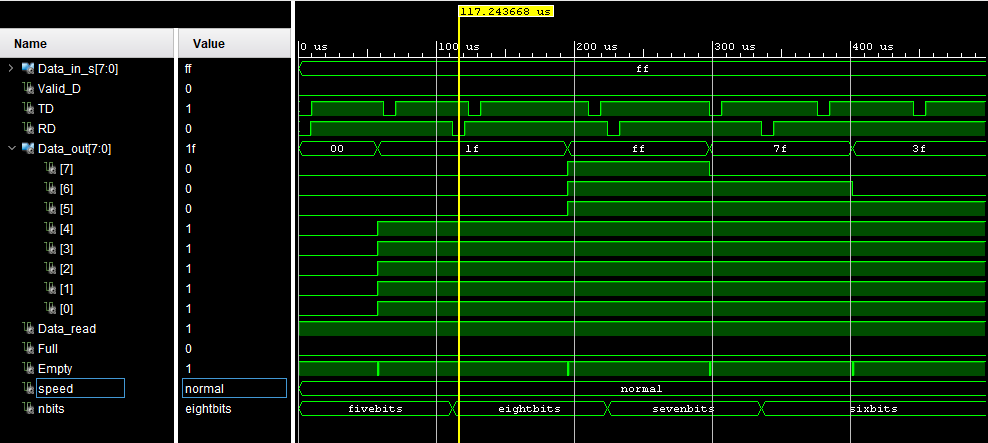 117.243668 us
Name Value
0 us 100 us 200 us 300 us 400 us
Data_in_s[7:0] ff ff
Valid_D 0
TD 1
RD 0
Data_out[7:0] 1f 00 1f ff 7f 3f
[7] 0
[6] 0
[5] 0
[4] 1
[3] 1
[2] 1
[1] 1
[0] 1
Data_read 1
Full 0
Empty 1
speed normal normal
nbits eightbits fivebits eightbits sevenbits sixbits